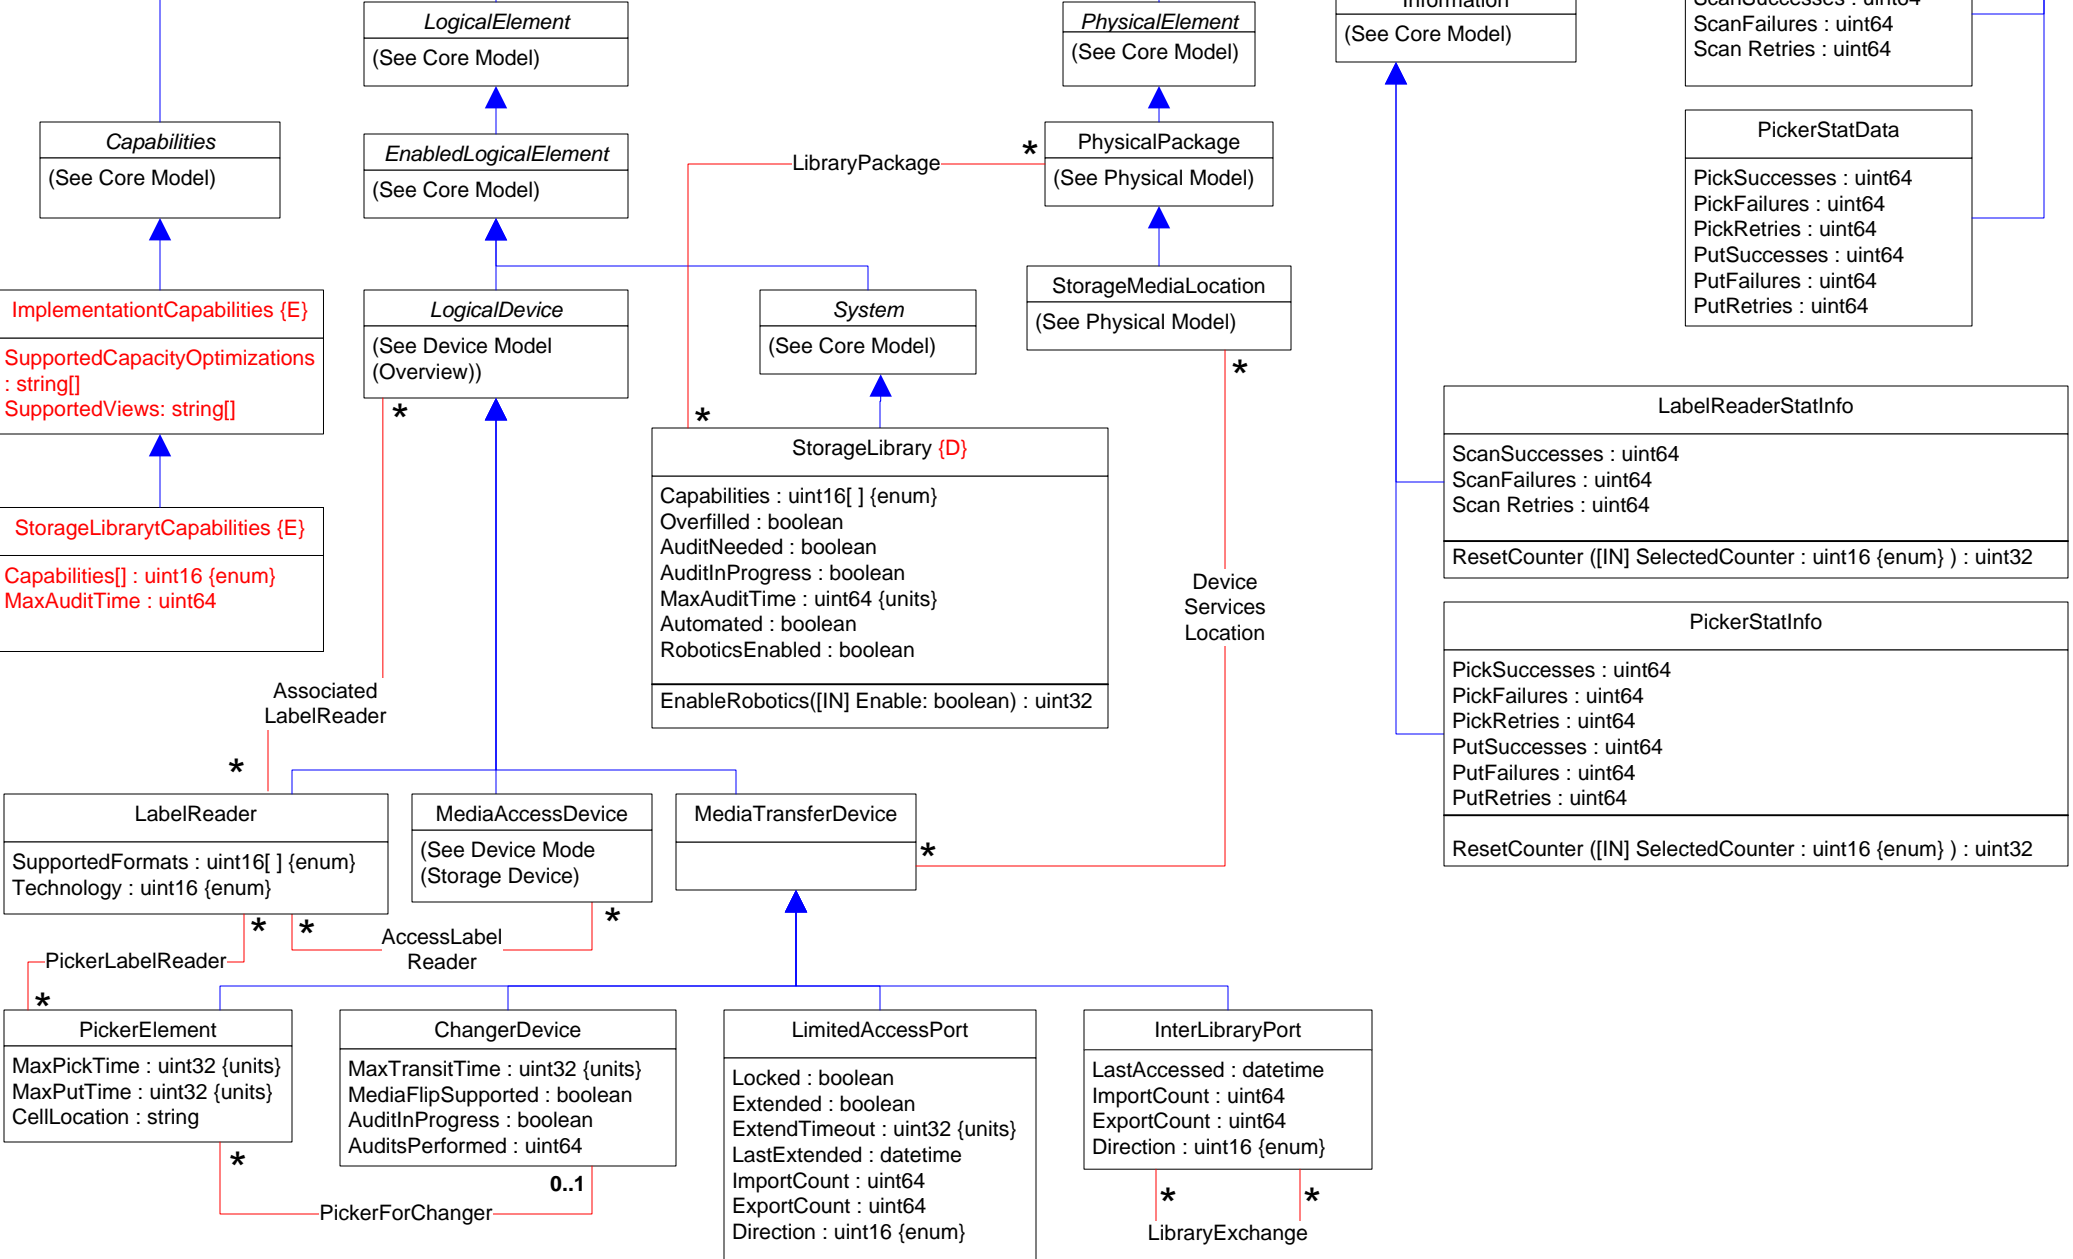 LogicalElement
(See Core Model)
PhysicalElement
(See Core Model)
Information
(See Core Model)
ScanSuccesses : uint64
ScanFailures : uint64
Scan Retries : uint64
Capabilities
(See Core Model)
EnabledLogicalElement
(See Core Model)
LibraryPackage
*
PhysicalPackage
(See Physical Model)
PickerStatData
PickSuccesses : uint64
PickFailures : uint64
PickRetries : uint64
PutSuccesses : uint64
PutFailures : uint64
PutRetries : uint64
ImplementationtCapabilities {E}
SupportedCapacityOptimizations
: string[]
SupportedViews: string[]
LogicalDevice
(See Device Model
(Overview))
*
System
(See Core Model)
StorageMediaLocation
(See Physical Model)
*
*
StorageLibrary {D}
Capabilities : uint16[ ] {enum}
Overfilled : boolean
AuditNeeded : boolean
AuditInProgress : boolean
MaxAuditTime : uint64 {units}
Automated : boolean
RoboticsEnabled : boolean
EnableRobotics([IN] Enable: boolean) : uint32
LabelReaderStatInfo
ScanSuccesses : uint64
ScanFailures : uint64
Scan Retries : uint64
ResetCounter ([IN] SelectedCounter : uint16 {enum} ) : uint32
StorageLibrarytCapabilities {E}
Capabilities[] : uint16 {enum}
MaxAuditTime : uint64
Device
Services
Location
PickerStatInfo
PickSuccesses : uint64
PickFailures : uint64
PickRetries : uint64
PutSuccesses : uint64
PutFailures : uint64
PutRetries : uint64
ResetCounter ([IN] SelectedCounter : uint16 {enum} ) : uint32
Associated
LabelReader
*
LabelReader
SupportedFormats : uint16[ ] {enum}
Technology : uint16 {enum}
MediaAccessDevice
(See Device Mode
(Storage Device)
MediaTransferDevice
*
*
*
*
AccessLabel
Reader
PickerLabelReader
*
PickerElement
MaxPickTime : uint32 {units}
MaxPutTime : uint32 {units}
CellLocation : string
ChangerDevice
MaxTransitTime : uint32 {units}
MediaFlipSupported : boolean
AuditInProgress : boolean
AuditsPerformed : uint64
LimitedAccessPort
Locked : boolean
Extended : boolean
ExtendTimeout : uint32 {units}
LastExtended : datetime
ImportCount : uint64
ExportCount : uint64
Direction : uint16 {enum}
InterLibraryPort
LastAccessed : datetime
ImportCount : uint64
ExportCount : uint64
Direction : uint16 {enum}
*
0..1
PickerForChanger
*
*
LibraryExchange